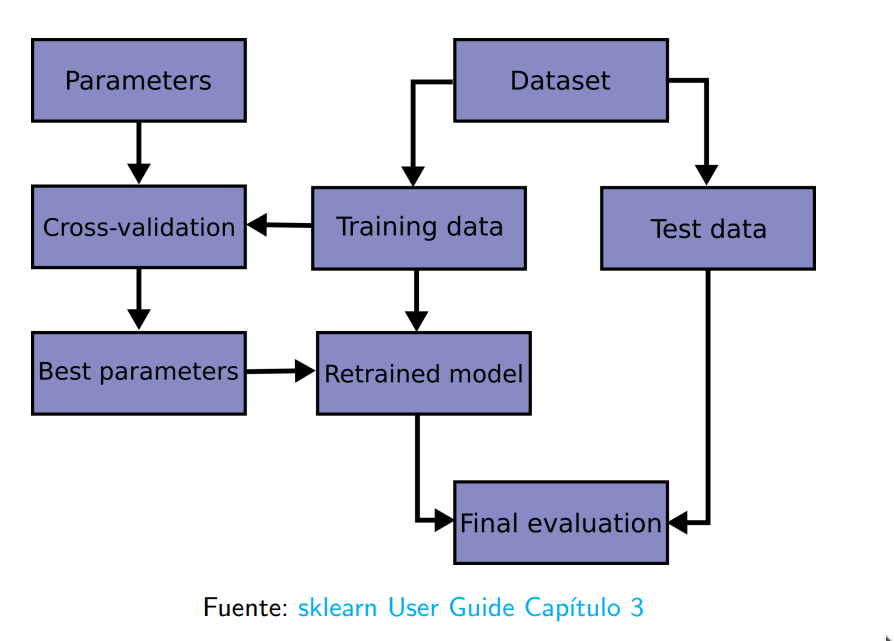 Parameters
Dataset
Cross-validation
Training data
Test data
Best parameters
Retrained model
Final evaluation
Fuente: sklearn User Guide Capítulo 3